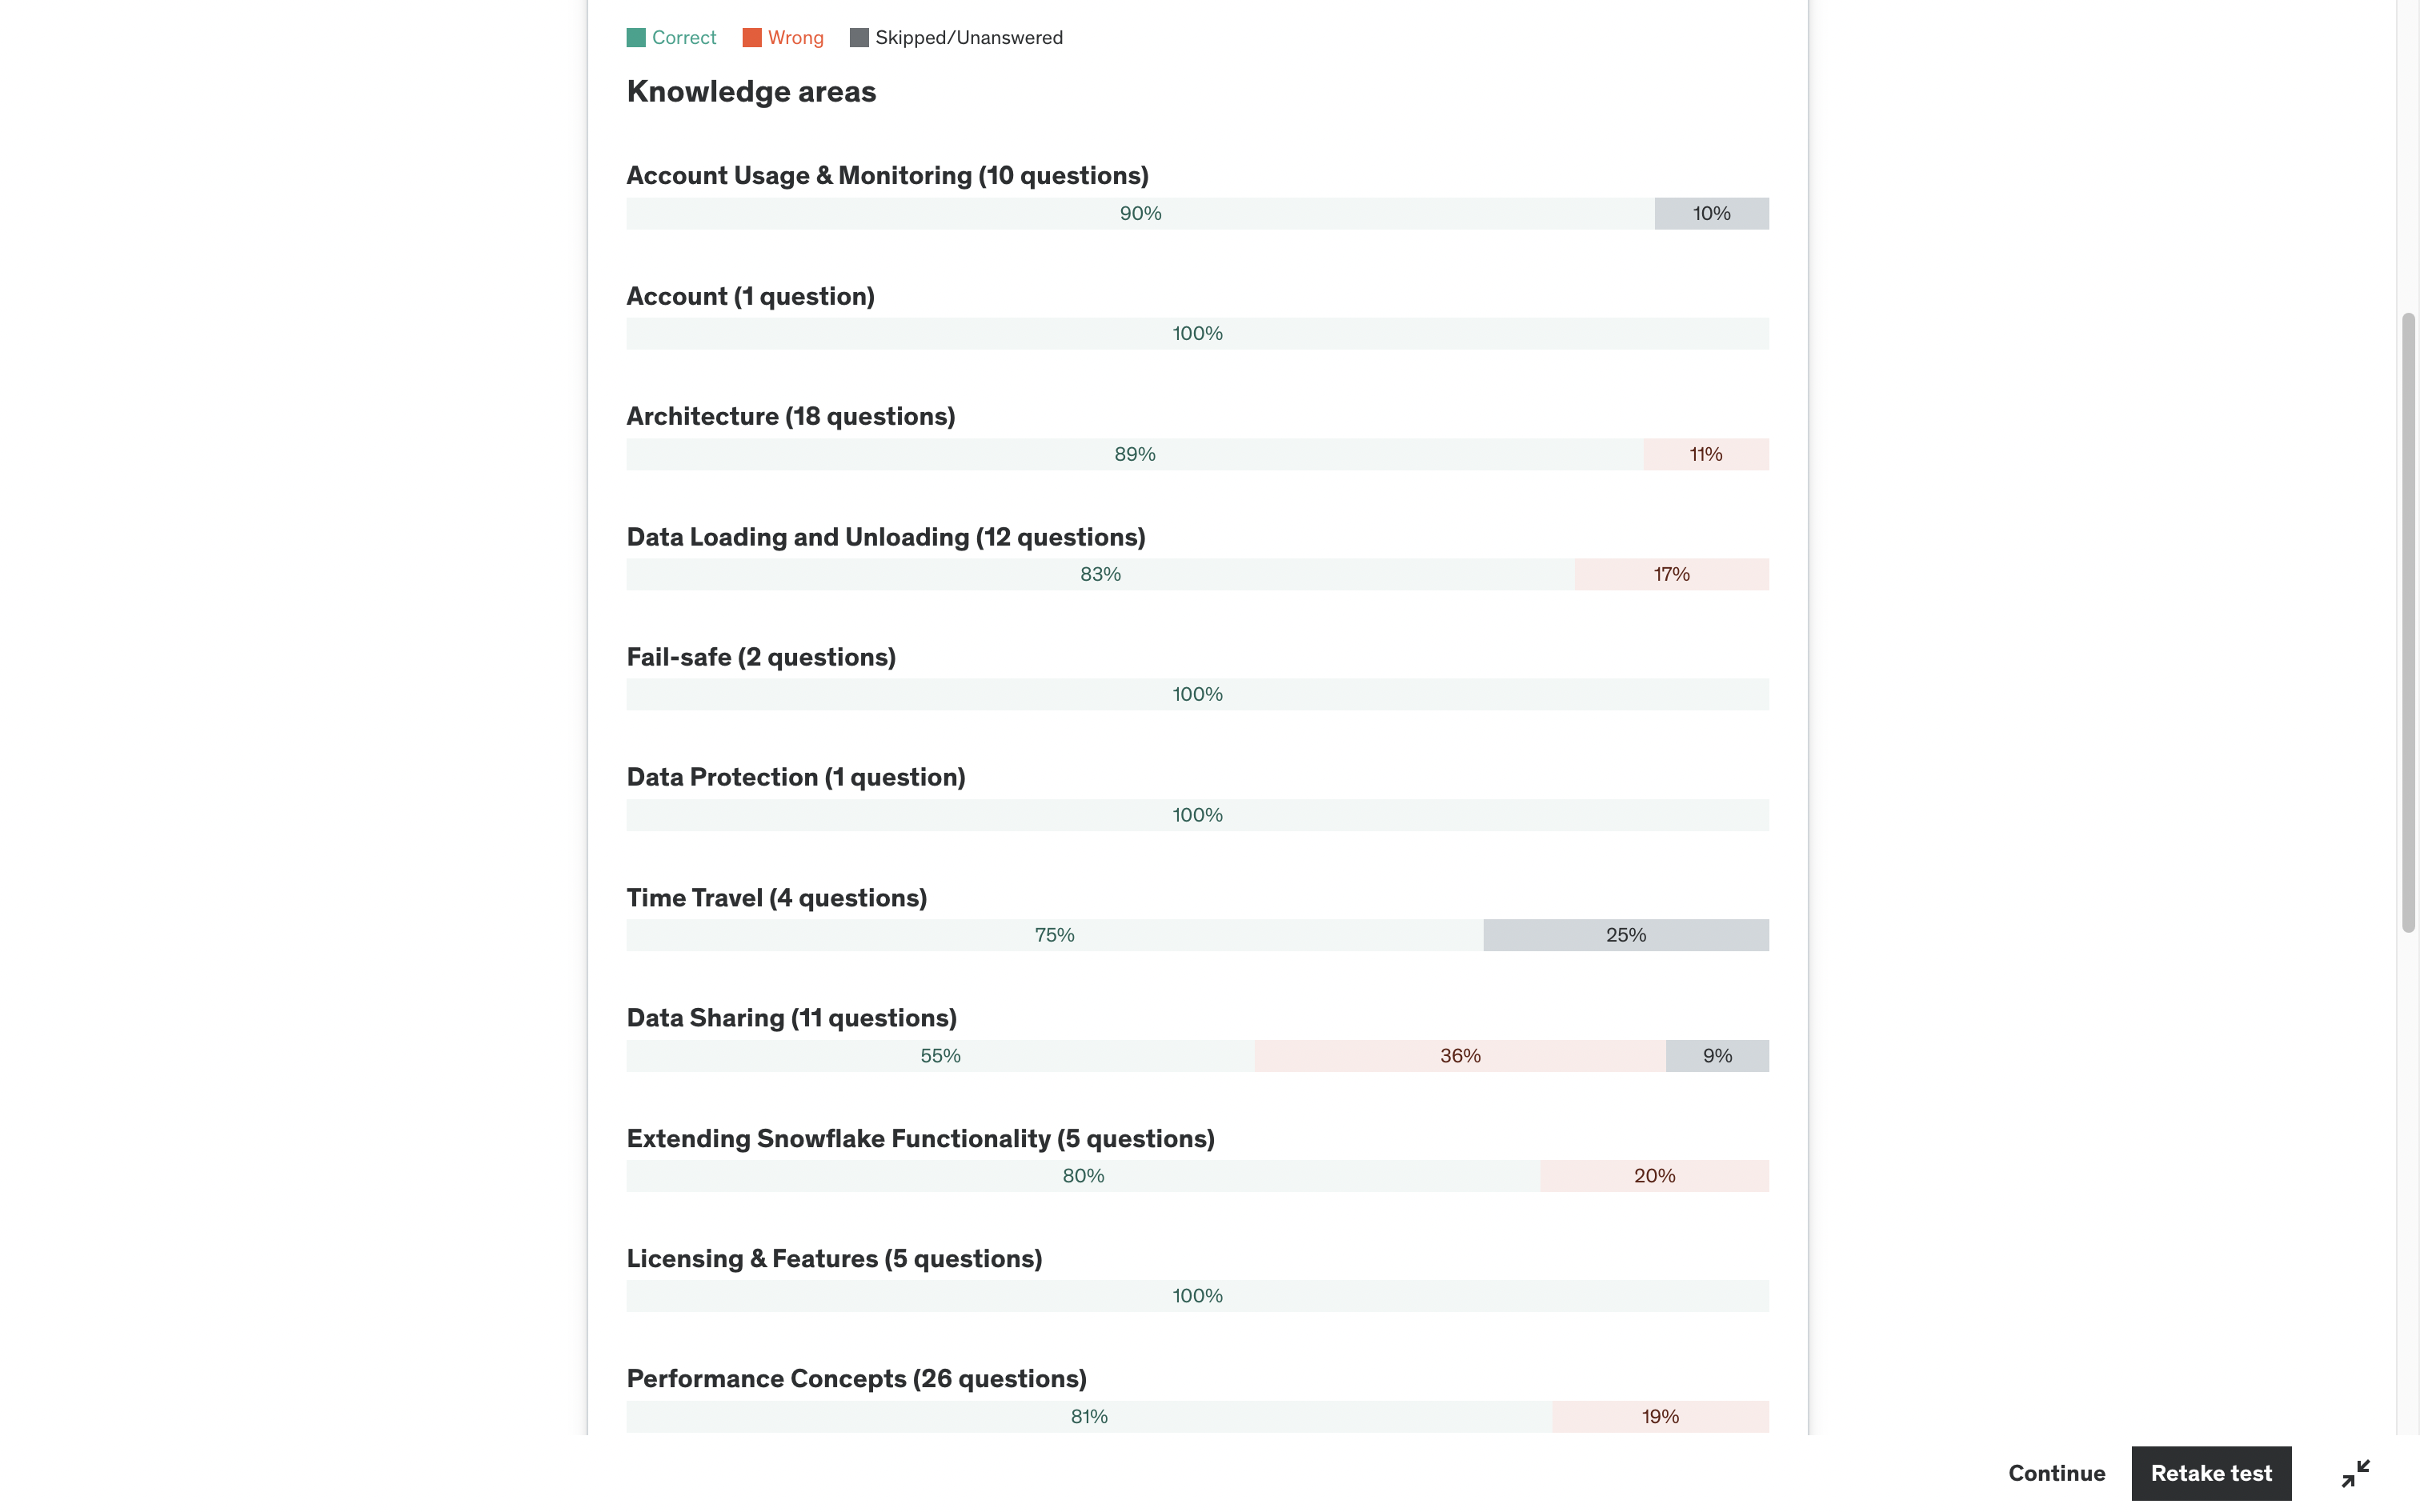 Correct Wrong Skipped/Unanswered
Knowledge areas
Account Usage & Monitoring (10 questions)
90% 10%
Account (1 question)
100%
Architecture (18 questions)
89% 11%
Data Loading and Unloading (12 questions)
83% 17%
Fail-safe (2 questions)
100%
Data Protection (1 question)
100%
Time Travel (4 questions)
75% 25%
Data Sharing (11 questions)
55% 36% 9%
Extending Snowflake Functionality (5 questions)
80% 20%
Licensing & Features (5 questions)
100%
Performance Concepts (26 questions)
81% 19%
Continue Retake test